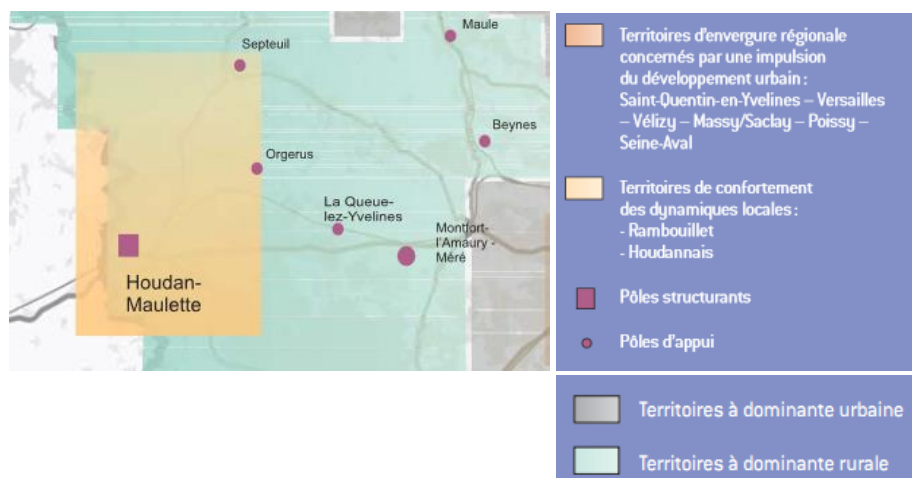 Septeuil
Maule
Beynes
Orgerus
La Queue-
lez-Yvelines
Montfort-
l'Amaury -
Méré
Houdan-
Maulette
Territoires d'envergure régionale
concernés par une impulsion
du développement urbain :
Saint-Quentin-en-Yvelines – Versailles
– Vélizy – Massy/Saclay – Poissy –
Seine-Aval
Territoires de confortement
des dynamiques locales :
- Rambouillet
- Houdannais
Pôles structurants
Pôles d'appui
Territoires à dominante urbaine
Territoires à dominante rurale